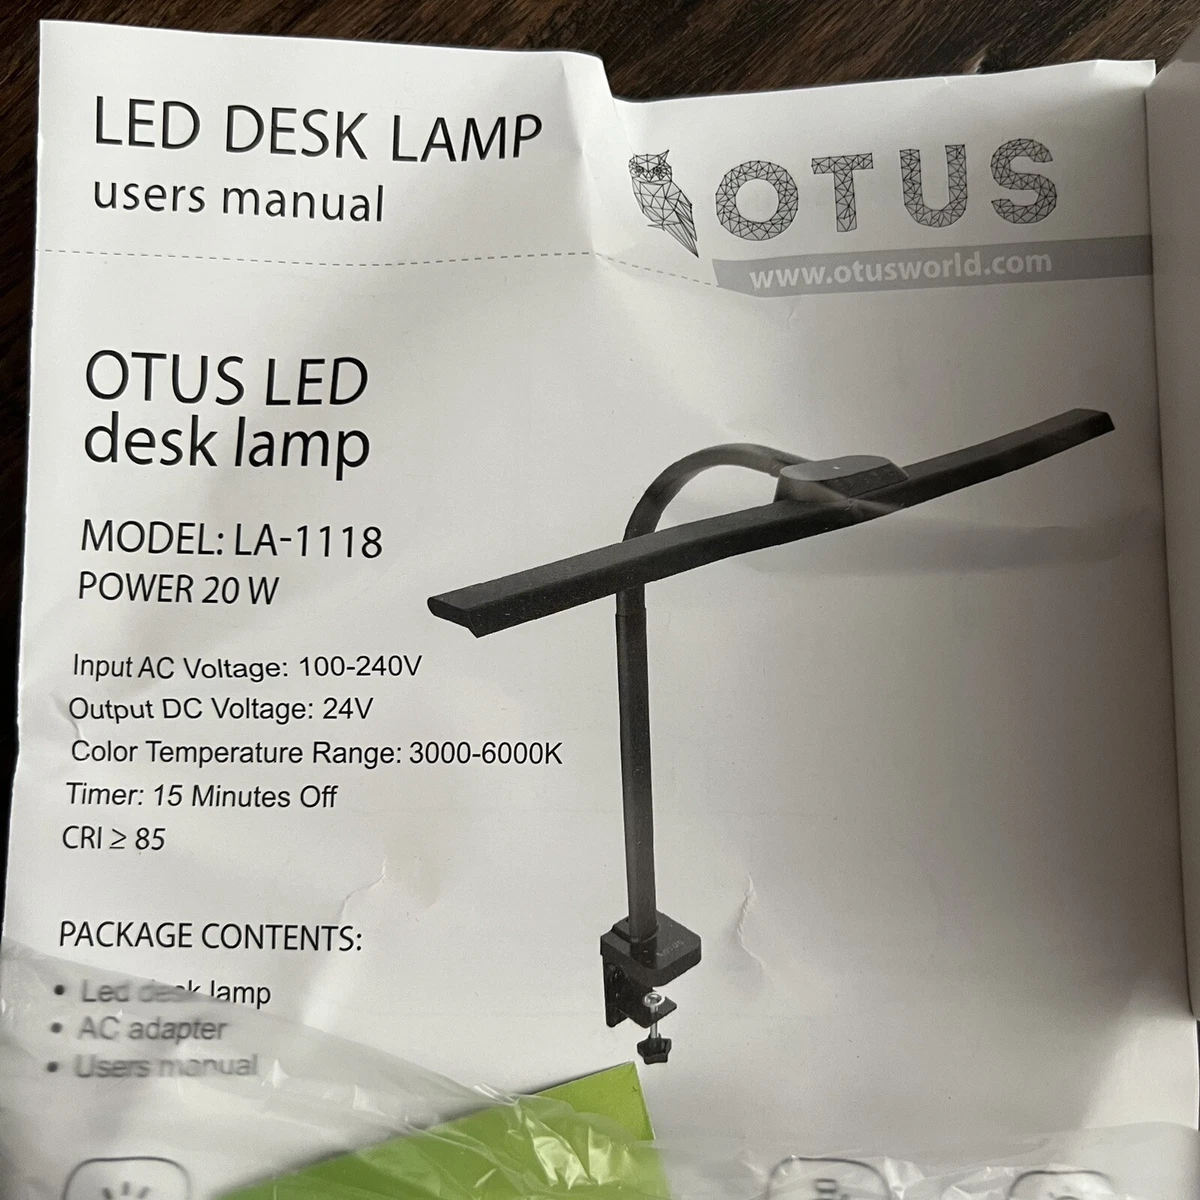 LED DESK LAMP
users manual
OTUS
www.otusworld.com
OTUS LED
desk lamp
MODEL: LA-1118
POWER 20 W
Input AC Voltage: 100-240V
Output DC Voltage: 24V
Color Temperature Range: 3000-6000K
Timer: 15 Minutes Off
CRI ≥ 85
PACKAGE CONTENTS:
• Led desk lamp
• AC adapter
• Users manual